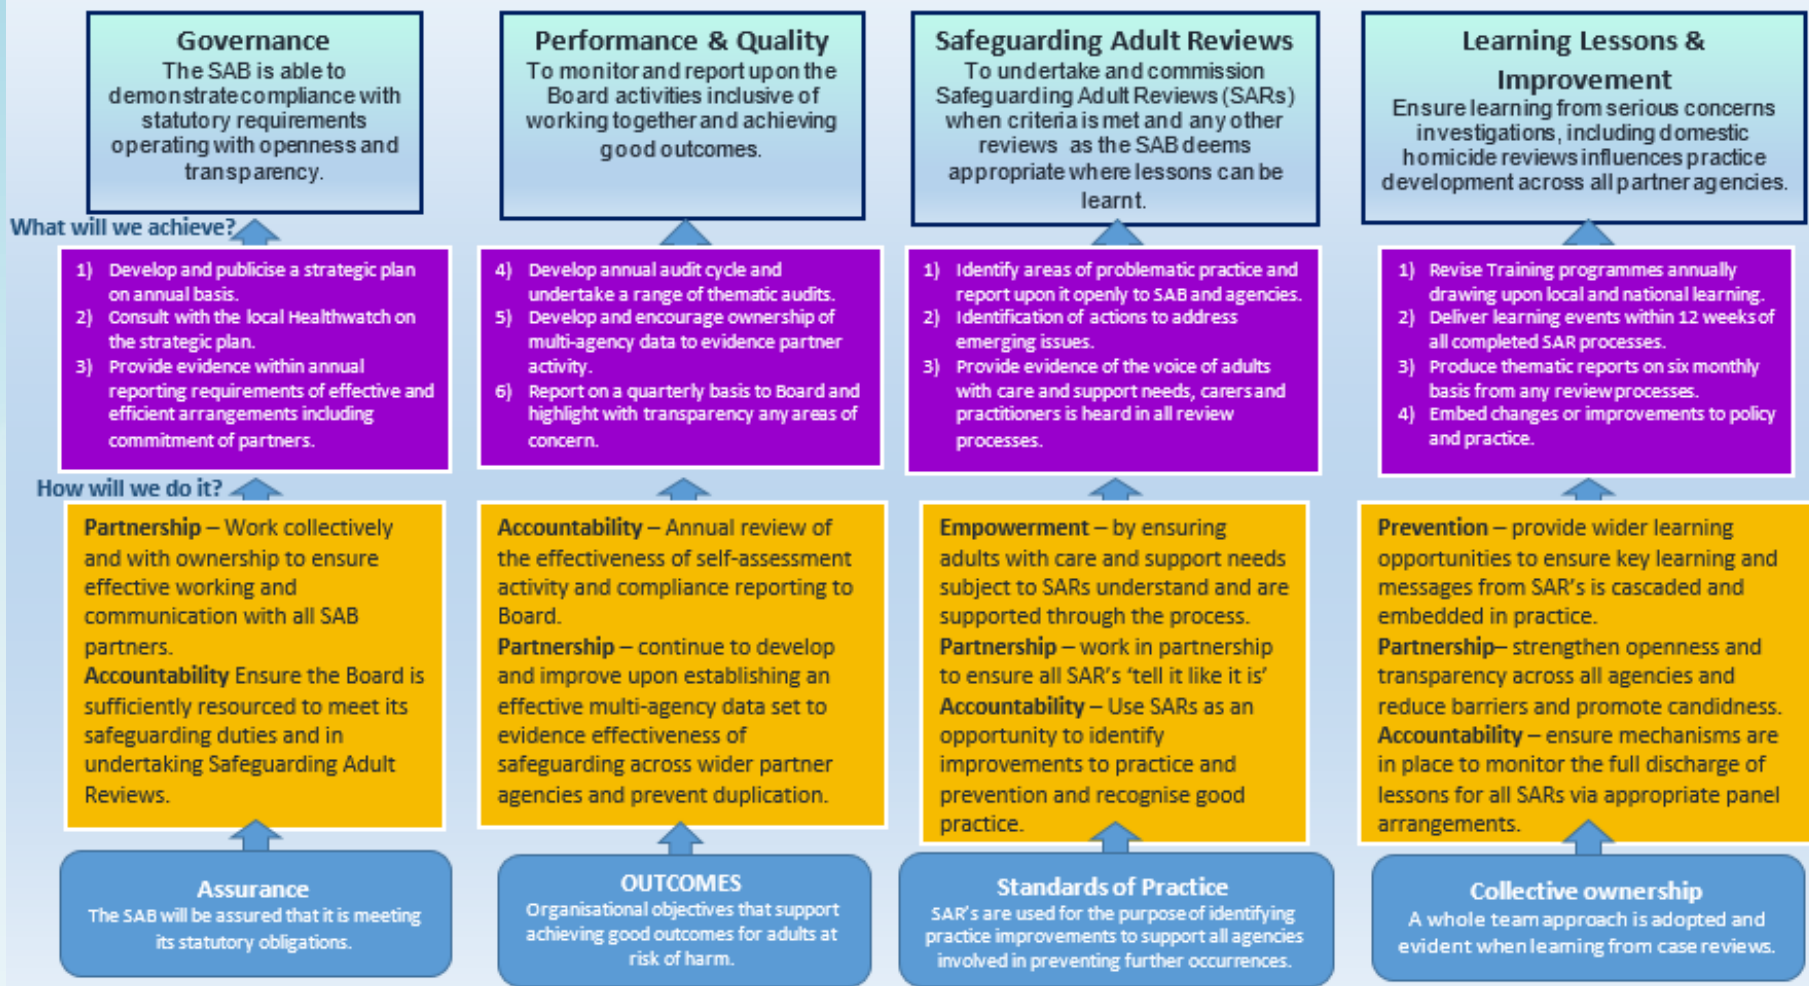 Governance
The SAB is able to
demonstrate compliance with
statutory requirements
operating with openness and
transparency.
Performance & Quality
To monitor and report upon the
Board activities inclusive of
working together and achieving
good outcomes.
Safeguarding Adult Reviews
To undertake and commission
Safeguarding Adult Reviews (SARs)
when criteria is met and any other
reviews as the SAB deems
appropriate where lessons can be
learnt.
Learning Lessons &
Improvement
Ensure learning from serious concerns
investigations, including domestic
homicide reviews influences practice
development across all partner agencies.
What will we achieve?
1) Develop and publicise a strategic plan
on annual basis.
2) Consult with the local Healthwatch on
the strategic plan.
3) Provide evidence within annual
reporting requirements of effective and
efficient arrangements including
commitment of partners.
4) Develop annual audit cycle and
undertake a range of thematic audits.
5) Develop and encourage ownership of
multi-agency data to evidence partner
activity.
6) Report on a quarterly basis to Board and
highlight with transparency any areas of
concern.
1) Identify areas of problematic practice and
report upon it openly to SAB and agencies.
2) Identification of actions to address
emerging issues.
3) Provide evidence of the voice of adults
with care and support needs, carers and
practitioners is heard in all review
processes.
1) Revise Training programmes annually
drawing upon local and national learning.
2) Deliver learning events within 12 weeks of
all completed SAR processes.
3) Produce thematic reports on six monthly
basis from any review processes.
4) Embed changes or improvements to policy
and practice.
How will we do it?
Partnership – Work collectively
and with ownership to ensure
effective working and
communication with all SAB
partners.
Accountability Ensure the Board is
sufficiently resourced to meet its
safeguarding duties and in
undertaking Safeguarding Adult
Reviews.
Accountability – Annual review of
the effectiveness of self-assessment
activity and compliance reporting to
Board.
Partnership – continue to develop
and improve upon establishing an
effective multi-agency data set to
evidence effectiveness of
safeguarding across wider partner
agencies and prevent duplication.
Empowerment – by ensuring
adults with care and support needs
subject to SARs understand and are
supported through the process.
Partnership – work in partnership
to ensure all SAR's 'tell it like it is'
Accountability – Use SARs as an
opportunity to identify
improvements to practice and
prevention and recognise good
practice.
Prevention – provide wider learning
opportunities to ensure key learning and
messages from SAR's is cascaded and
embedded in practice.
Partnership– strengthen openness and
transparency across all agencies and
reduce barriers and promote candidness.
Accountability – ensure mechanisms are
in place to monitor the full discharge of
lessons for all SARs via appropriate panel
arrangements.
Assurance
The SAB will be assured that it is meeting
its statutory obligations.
OUTCOMES
Organisational objectives that support
achieving good outcomes for adults at
risk of harm.
Standards of Practice
SAR's are used for the purpose of identifying
practice improvements to support all agencies
involved in preventing further occurrences.
Collective ownership
A whole team approach is adopted and
evident when learning from case reviews.